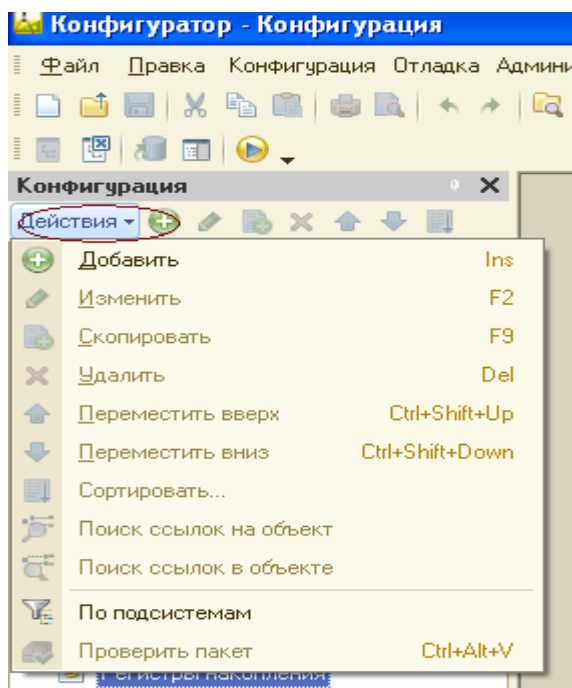 Конфигуратор - Конфигурация
Файл Правка Конфигурация Отладка Админи
Конфигурация
Действия
Добавить Ins
Изменить F2
Скопировать F9
Удалить Del
Переместить вверх Ctrl+Shift+Up
Переместить вниз Ctrl+Shift+Down
Сортировать...
Поиск ссылок на объект
Поиск ссылок в объекте
По подсистемам
Проверить пакет Ctrl+Alt+V
Регистры накопления